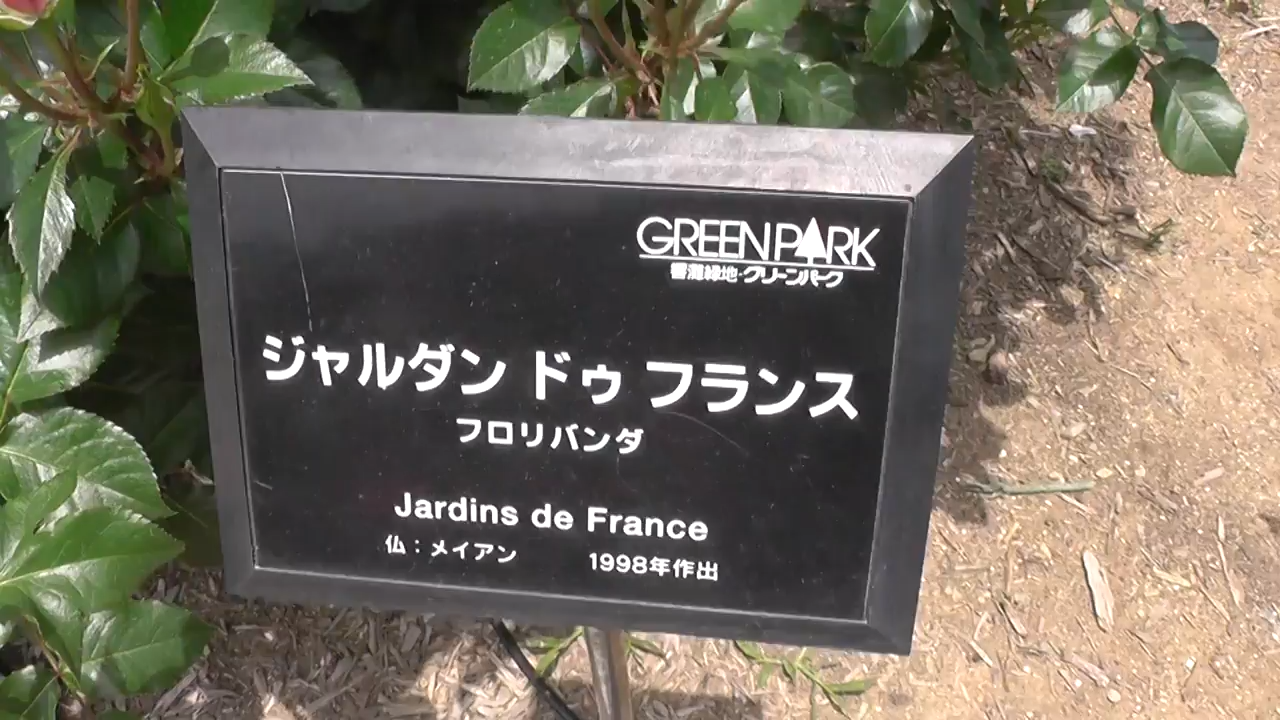 GREEN PARK
響灘緑地・グリーンパーク
ジャルダン ドゥ フランス
フロリバンダ
Jardins de France
仏：メイアン 1998年作出